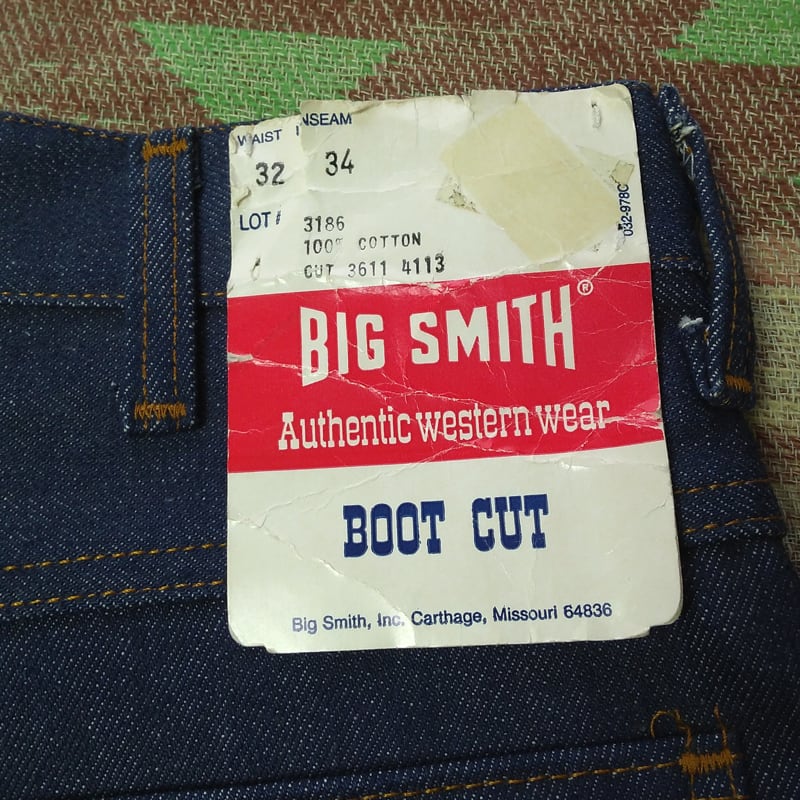 WAIST INSEAM
32 34
LOT# 3186
100% COTTON
CUT 3611 4113
032-978C
BIG SMITH®
Authentic western wear
BOOT CUT
Big Smith, Inc. Carthage, Missouri 64836